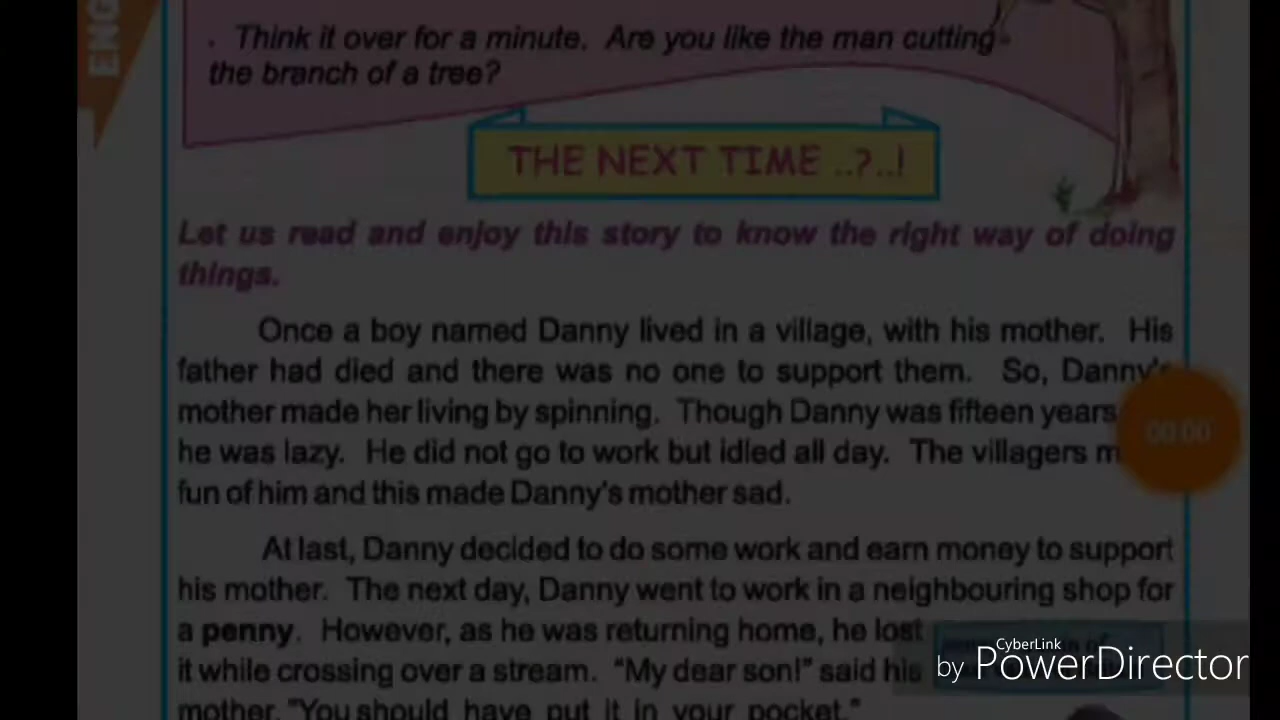 ENG
. Think it over for a minute. Are you like the man cutting
the branch of a tree?
THE NEXT TIME ..?..!
Let us read and enjoy this story to know the right way of doing
things.
Once a boy named Danny lived in a village, with his mother. His
father had died and there was no one to support them. So, Danny's
mother made her living by spinning. Though Danny was fifteen years
he was lazy. He did not go to work but idled all day. The villagers m
fun of him and this made Danny's mother sad.
At last, Danny decided to do some work and earn money to support
his mother. The next day, Danny went to work in a neighbouring shop for
a penny. However, as he was returning home, he lost
it while crossing over a stream. "My dear son!" said his
mother, "You should have put it in your pocket."
00:00
CyberLink
by PowerDirector